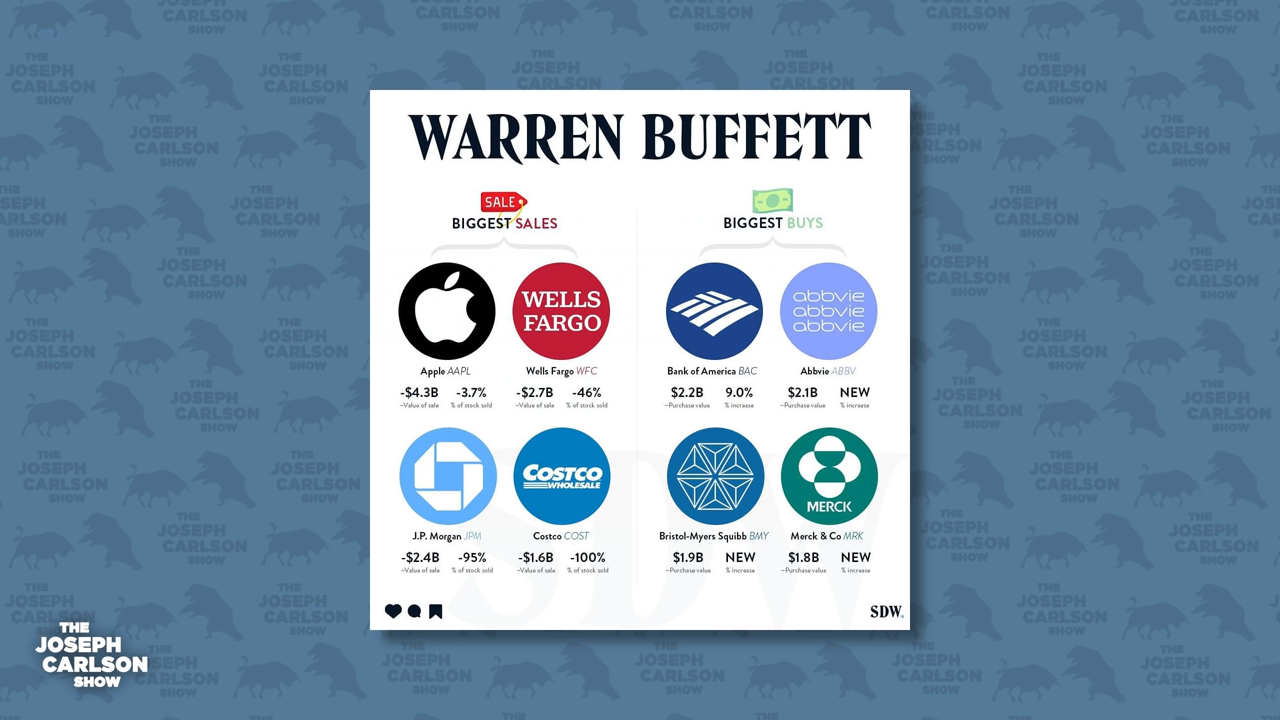 WARREN BUFFETT
SALE
BIGGEST SALES
BIGGEST BUYS
WELLS
FARGO
abbvie
abbvie
abbvie
Apple AAPL
Wells Fargo WFC
Bank of America BAC
Abbvie ABBV
-$4.3B -3.7%
~Value of sale % of stock sold
-$2.7B -46%
~Value of sale % of stock sold
$2.2B 9.0%
~Purchase value % increase
$2.1B NEW
~Purchase value % increase
COSTCO
WHOLESALE
MERCK
J.P. Morgan JPM
Costco COST
Bristol-Myers Squibb BMY
Merck & Co MRK
-$2.4B -95%
~Value of sale % of stock sold
-$1.6B -100%
~Value of sale % of stock sold
$1.9B NEW
~Purchase value % increase
$1.8B NEW
~Purchase value % increase
SDW
SDW.
THE
JOSEPH
CARLSON
SHOW